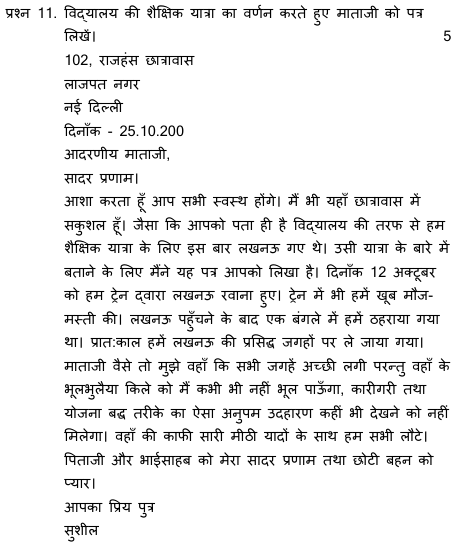 प्रश्न 11. विद्यालय की शैक्षिक यात्रा का वर्णन करते हुए माताजी को पत्र
लिखें। 5
102, राजहंस छात्रावास
लाजपत नगर
नई दिल्ली
दिनाँक - 25.10.200
आदरणीय माताजी,
सादर प्रणाम।
आशा करता हूँ आप सभी स्वस्थ होंगे। मैं भी यहाँ छात्रावास में
सकुशल हूँ। जैसा कि आपको पता ही है विद्यालय की तरफ से हम
शैक्षिक यात्रा के लिए इस बार लखनऊ गए थे। उसी यात्रा के बारे में
बताने के लिए मैंने यह पत्र आपको लिखा है। दिनाँक 12 अक्टूबर
को हम ट्रेन द्वारा लखनऊ रवाना हुए। ट्रेन में भी हमें खूब मौज-
मस्ती की। लखनऊ पहुँचने के बाद एक बंगले में हमें ठहराया गया
था। प्रात:काल हमें लखनऊ की प्रसिद्ध जगहों पर ले जाया गया।
माताजी वैसे तो मुझे वहाँ कि सभी जगहें अच्छी लगी परन्तु वहाँ के
भूलभुलैया किले को मैं कभी भी नहीं भूल पाऊँगा, कारीगरी तथा
योजना बद्ध तरीके का ऐसा अनुपम उदहारण कहीं भी देखने को नहीं
मिलेगा। वहाँ की काफी सारी मीठी यादों के साथ हम सभी लौटे।
पिताजी और भाईसाहब को मेरा सादर प्रणाम तथा छोटी बहन को
प्यार।
आपका प्रिय पुत्र
सुशील